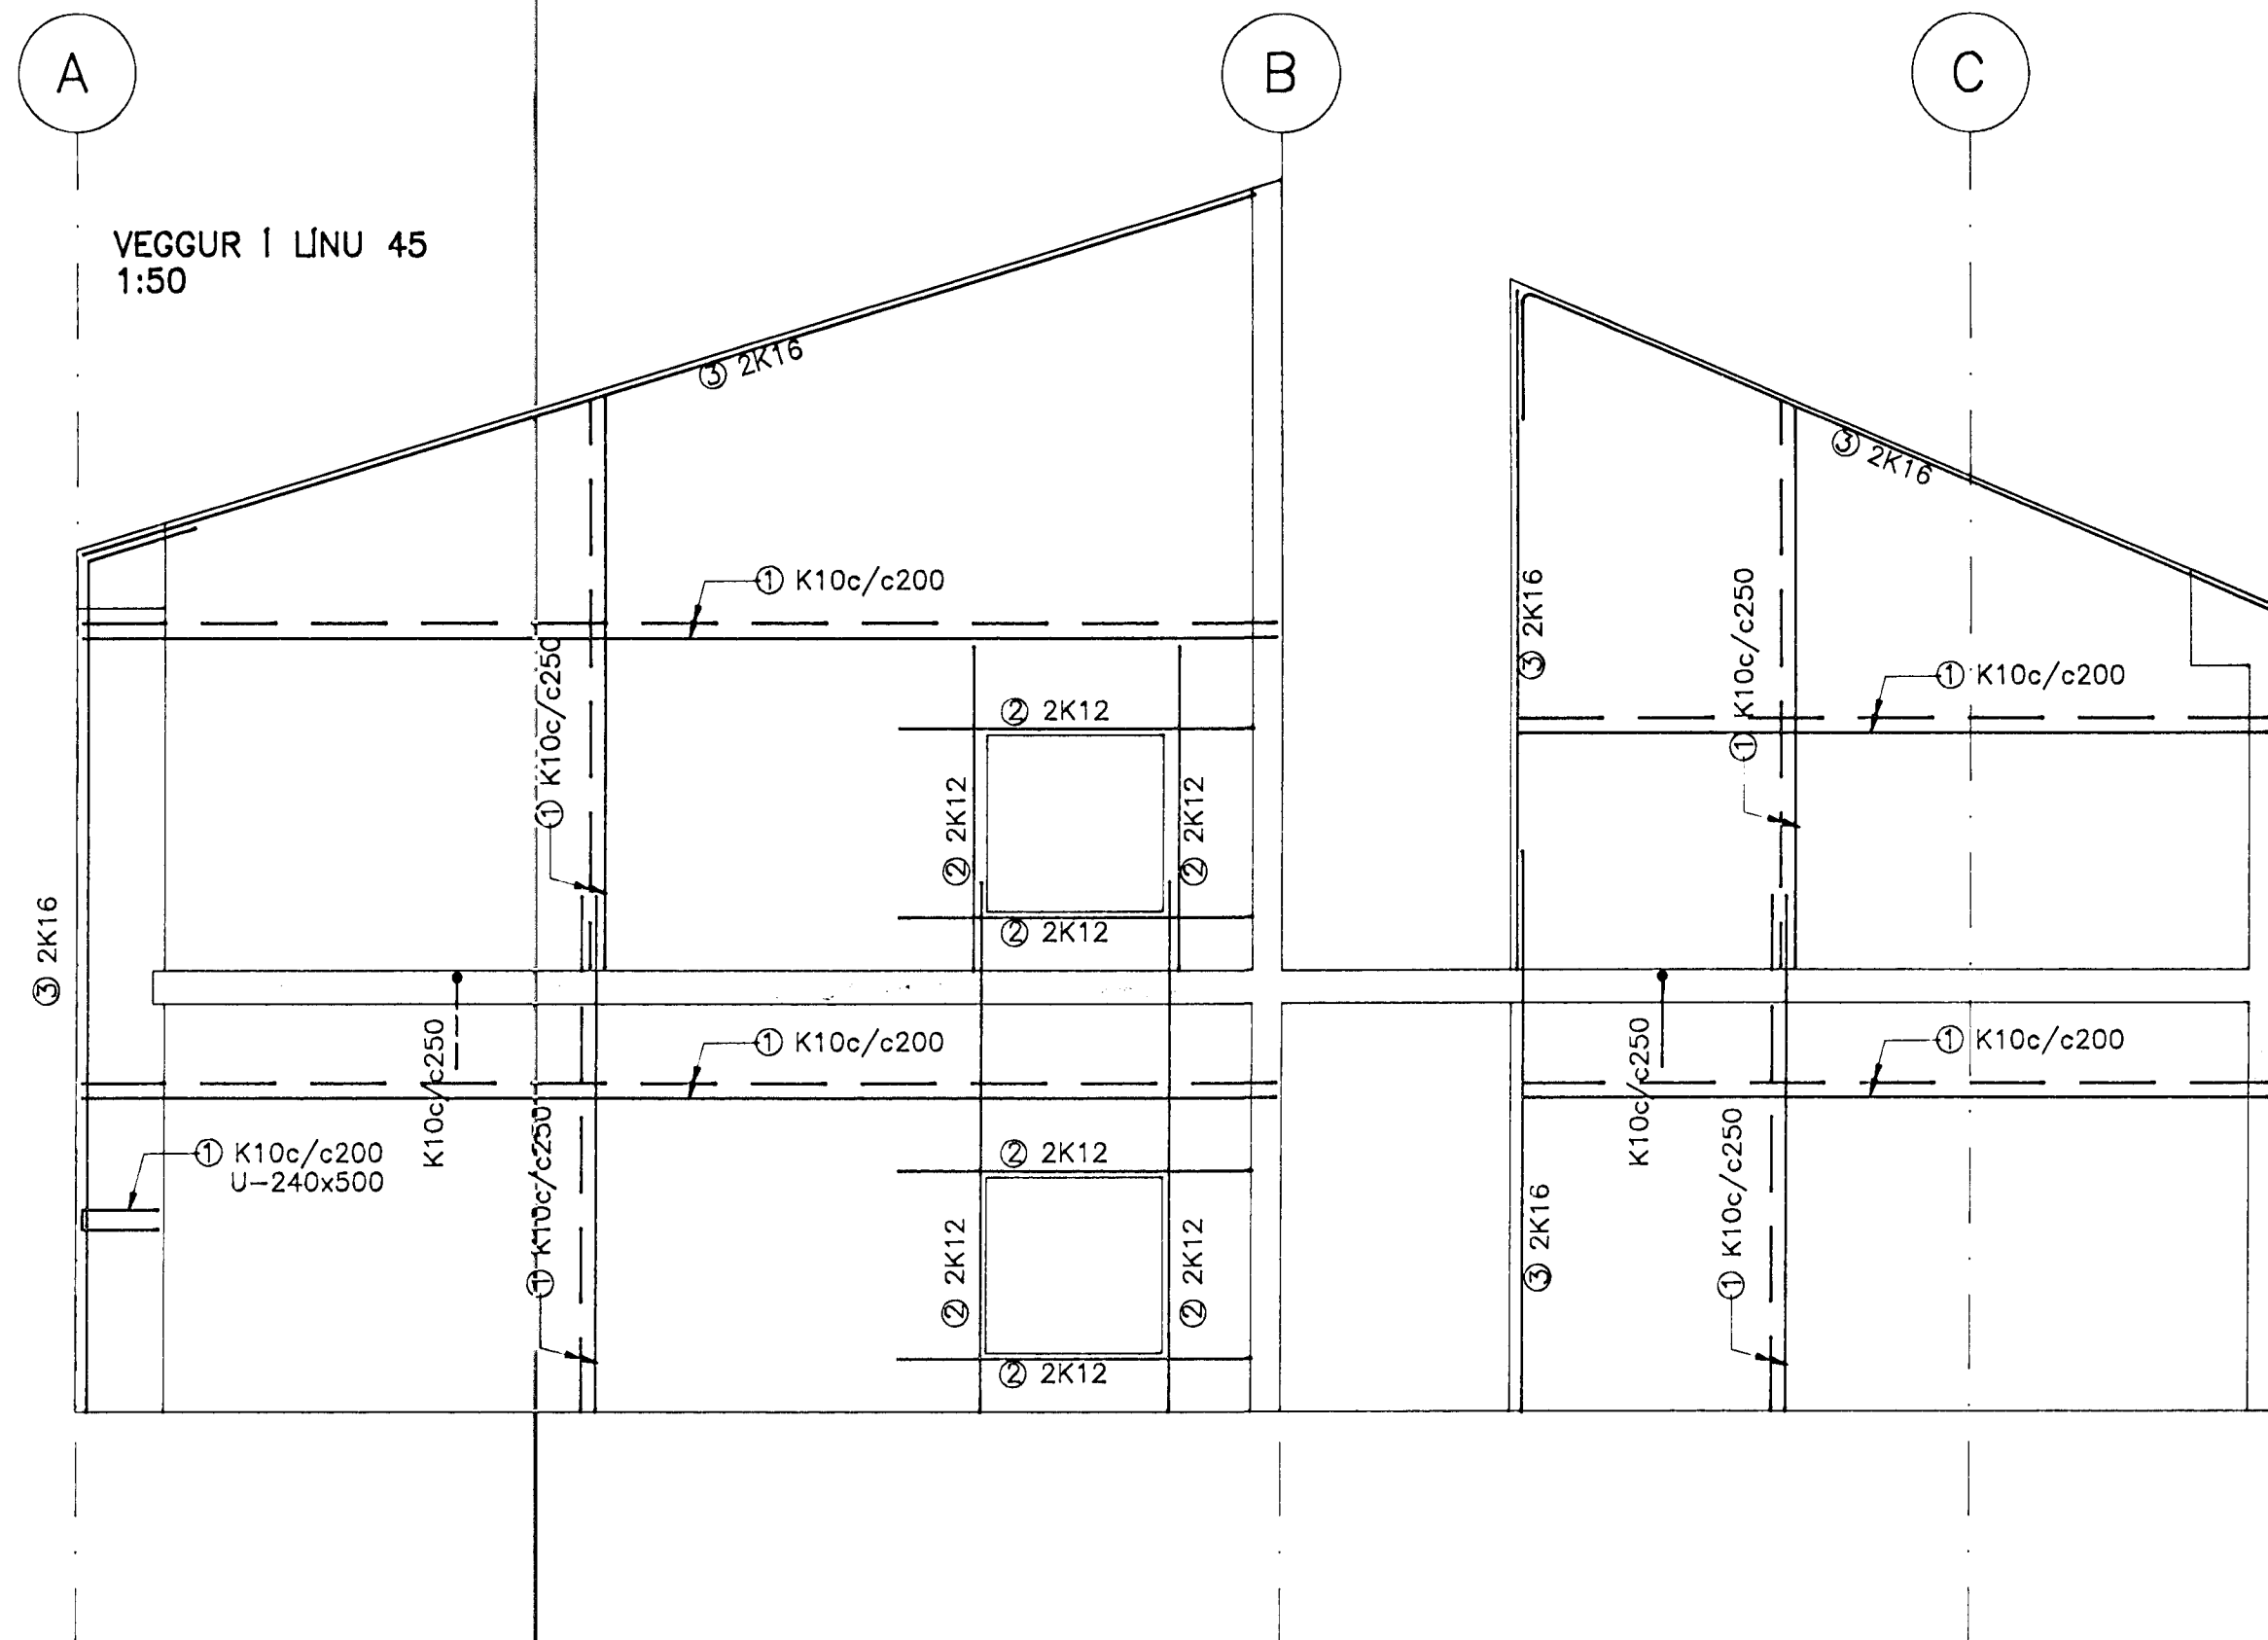 A
B
C
VEGGUR Í LÍNU 45
1:50
③ 2K16
③ 2K16
① K10c/c200
① K10c/c250
③ 2K16
① K10c/c250
① K10c/c200
② 2K12
② 2K12
② 2K12
② 2K12
③ 2K16
K10c/c250
① K10c/c200
K10c/c250
① K10c/c200
① K10c/c200
U-240x500
① K10c/c250
② 2K12
② 2K12
② 2K12
② 2K12
③ 2K16
① K10c/c250